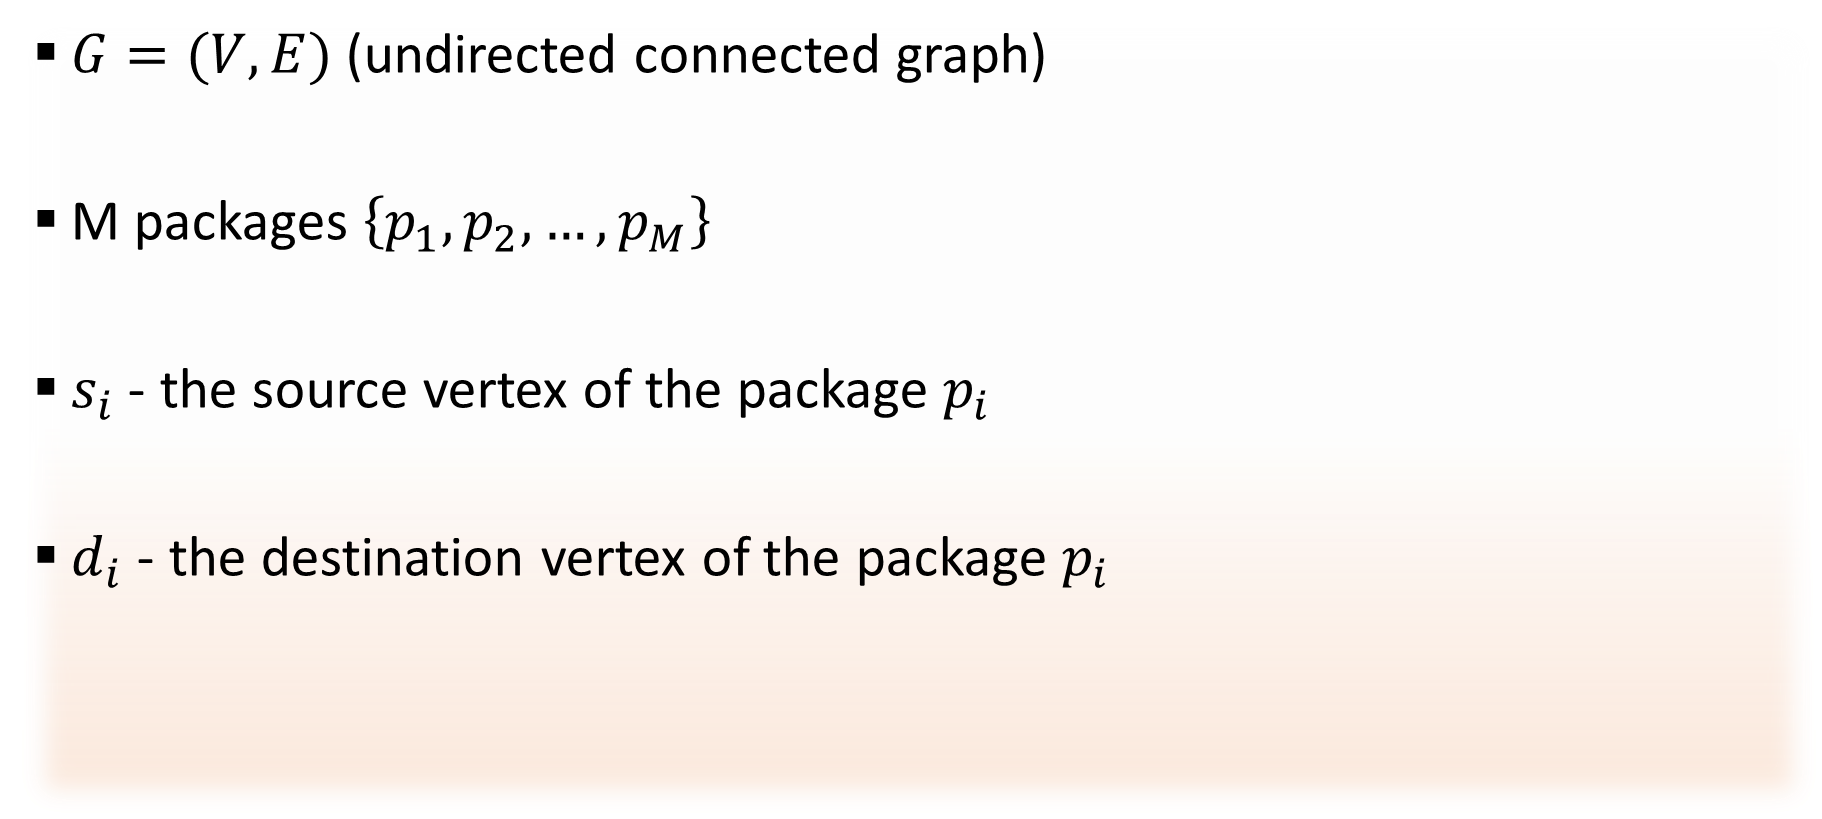 ▪ G = (V, E) (undirected connected graph)
▪ M packages {p₁, p₂, … , p_M}
▪ sᵢ - the source vertex of the package pᵢ
▪ dᵢ - the destination vertex of the package pᵢ